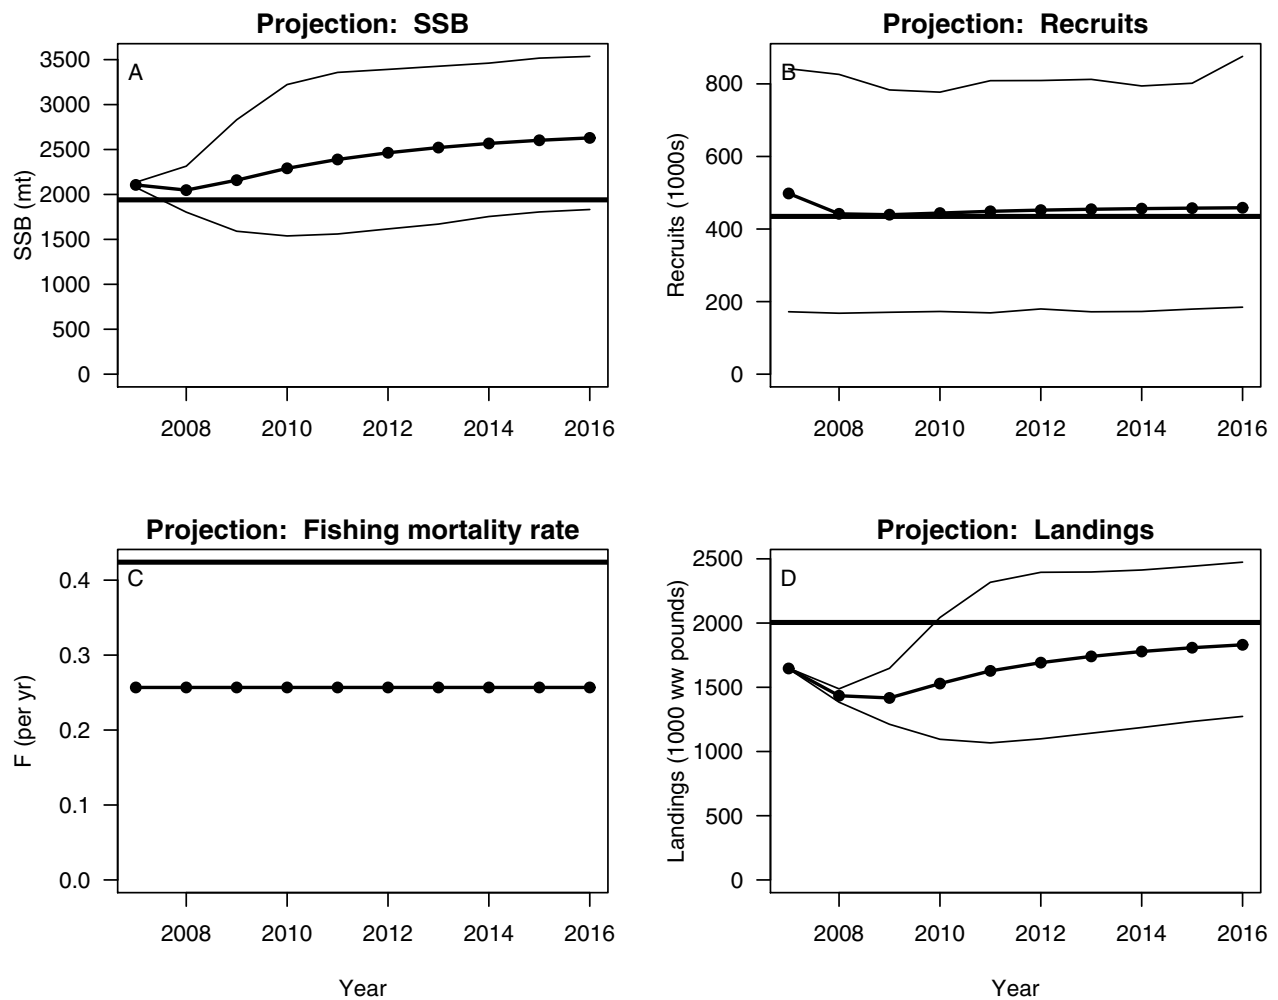 Projection: SSB
A
SSB (mt)
3500
3000
2500
2000
1500
1000
500
0
2008 2010 2012 2014 2016
Projection: Recruits
B
Recruits (1000s)
800
600
400
200
0
2008 2010 2012 2014 2016
Projection: Fishing mortality rate
C
F (per yr)
0.4
0.3
0.2
0.1
0.0
2008 2010 2012 2014 2016
Year
Projection: Landings
D
Landings (1000 ww pounds)
2500
2000
1500
1000
500
0
2008 2010 2012 2014 2016
Year